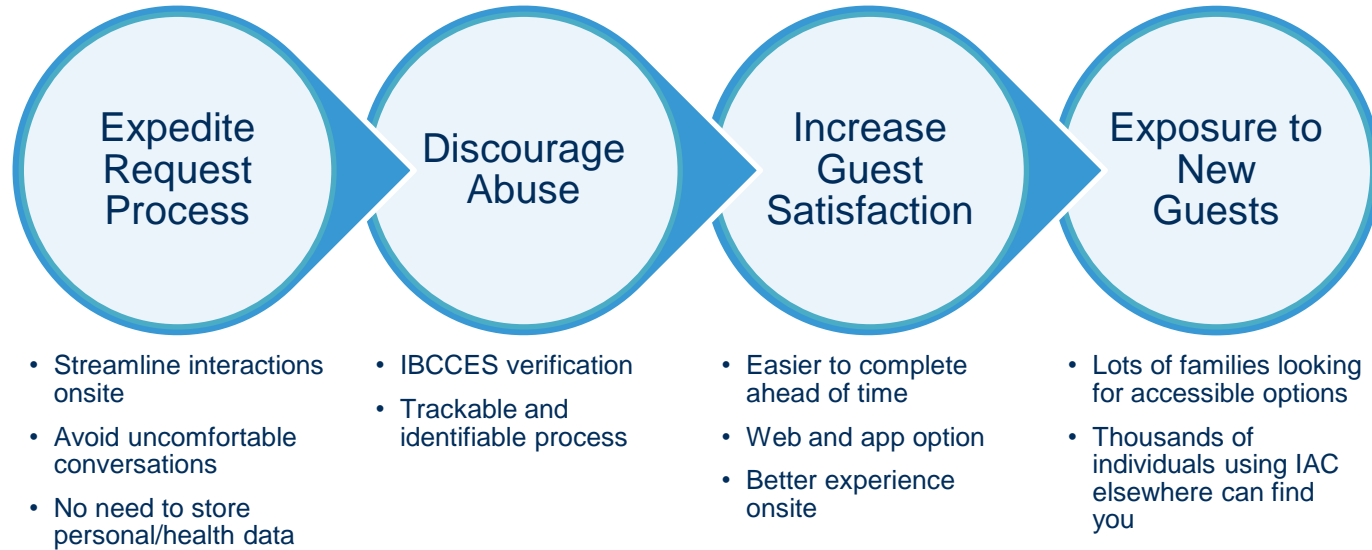 Expedite
Request
Process
Discourage
Abuse
Increase
Guest
Satisfaction
Exposure to
New
Guests
• Streamline interactions
onsite
• Avoid uncomfortable
conversations
• No need to store
personal/health data
• IBCCES verification
• Trackable and
identifiable process
• Easier to complete
ahead of time
• Web and app option
• Better experience
onsite
• Lots of families looking
for accessible options
• Thousands of
individuals using IAC
elsewhere can find
you